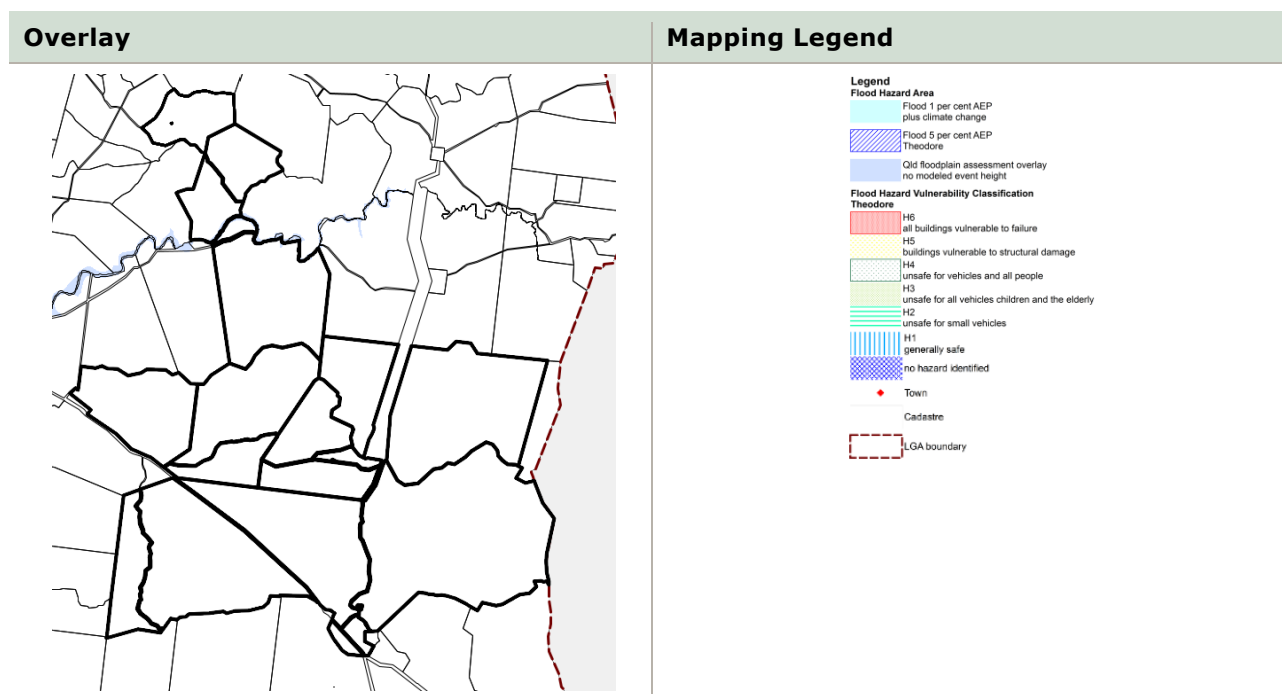 Overlay
Mapping Legend
Legend
Flood Hazard Area
Flood 1 per cent AEP
plus climate change
Flood 5 per cent AEP
Theodore
Qld floodplain assessment overlay
no modeled event height
Flood Hazard Vulnerability Classification
Theodore
H6
all buildings vulnerable to failure
H5
buildings vulnerable to structural damage
H4
unsafe for vehicles and all people
H3
unsafe for all vehicles children and the elderly
H2
unsafe for small vehicles
H1
generally safe
no hazard identified
Town
Cadastre
LGA boundary